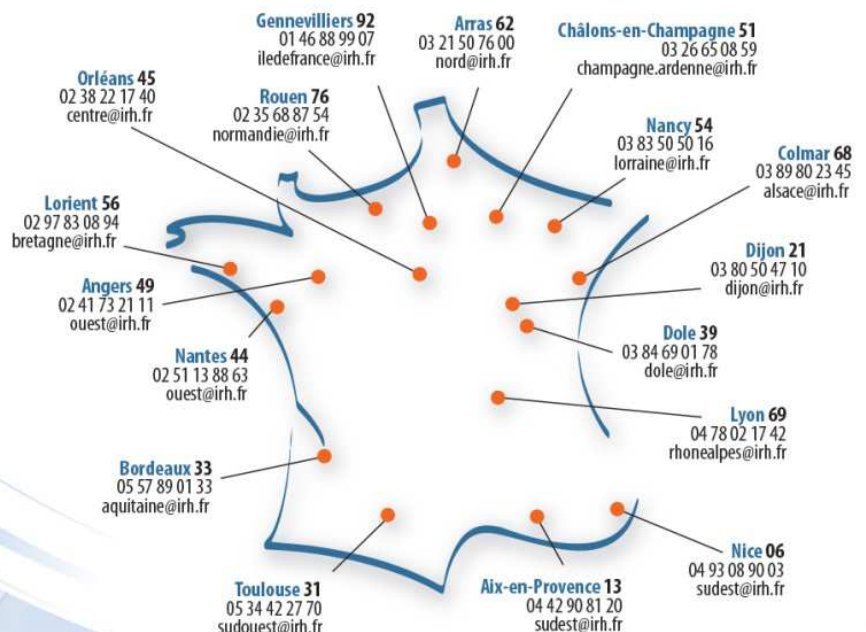 Gennevilliers 92
01 46 88 99 07
iledefrance@irh.fr
Arras 62
03 21 50 76 00
nord@irh.fr
Châlons-en-Champagne 51
03 26 65 08 59
champagne.ardenne@irh.fr
Orléans 45
02 38 22 17 40
centre@irh.fr
Rouen 76
02 35 68 87 54
normandie@irh.fr
Nancy 54
03 83 50 50 16
lorraine@irh.fr
Colmar 68
03 89 80 23 45
alsace@irh.fr
Lorient 56
02 97 83 08 94
bretagne@irh.fr
Dijon 21
03 80 50 47 10
dijon@irh.fr
Angers 49
02 41 73 21 11
ouest@irh.fr
Dole 39
03 84 69 01 78
dole@irh.fr
Nantes 44
02 51 13 88 63
ouest@irh.fr
Lyon 69
04 78 02 17 42
rhonealpes@irh.fr
Bordeaux 33
05 57 89 01 33
aquitaine@irh.fr
Nice 06
04 93 08 90 03
sudest@irh.fr
Toulouse 31
05 34 42 27 70
sudouest@irh.fr
Aix-en-Provence 13
04 42 90 81 20
sudest@irh.fr